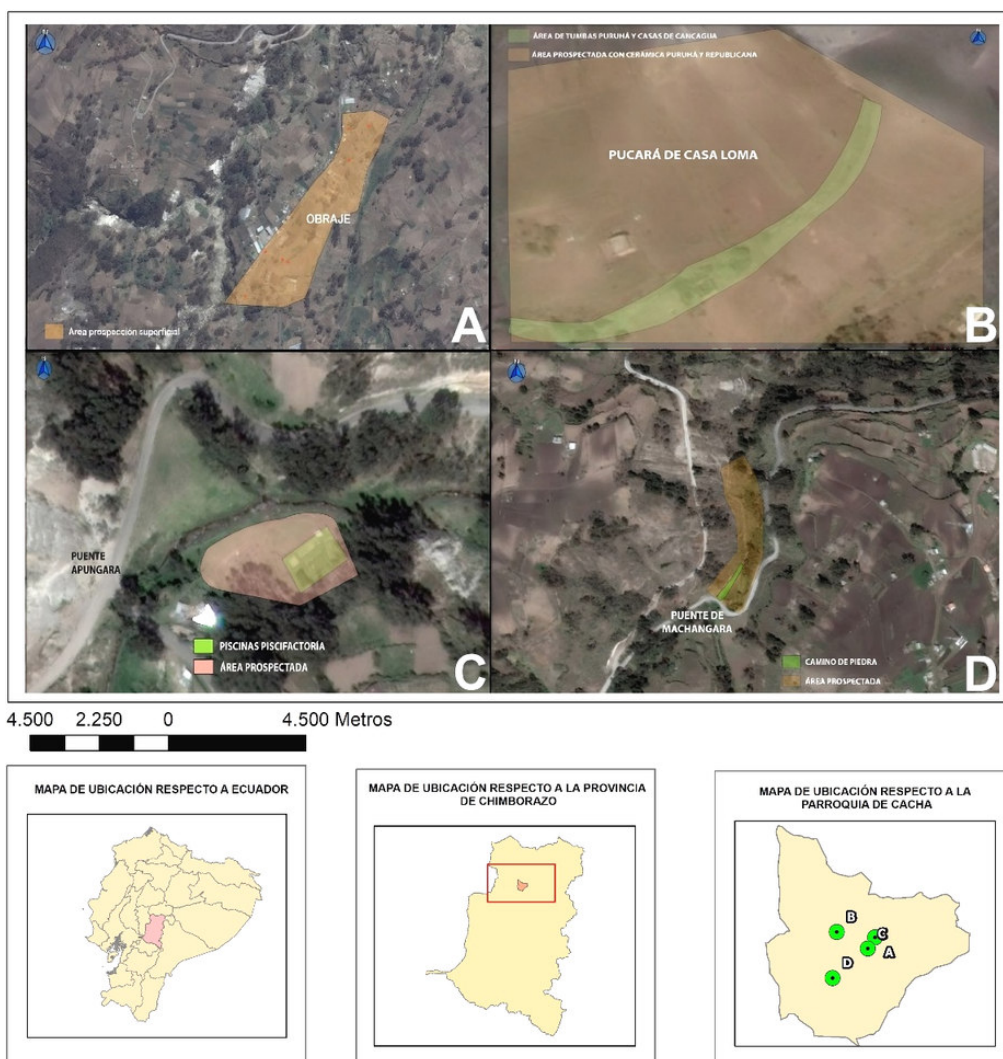 OBRAJE
Área prospección superficial
A
ÁREA DE TUMBAS PURUHÁ Y CASAS DE CANCAGUA
ÁREA PROSPECTADA CON CERÁMICA PURUHÁ Y REPUBLICANA
PUCARÁ DE CASA LOMA
B
PUENTE
APUNGARA
PISCINAS PISCIFACTORÍA
ÁREA PROSPECTADA
C
PUENTE DE
MACHANGARA
CAMINO DE PIEDRA
ÁREA PROSPECTADA
D
4.500 2.250 0 4.500 Metros
MAPA DE UBICACIÓN RESPECTO A ECUADOR
MAPA DE UBICACIÓN RESPECTO A LA PROVINCIA
DE CHIMBORAZO
MAPA DE UBICACIÓN RESPECTO A LA
PARROQUIA DE CACHA
B
C
A
D